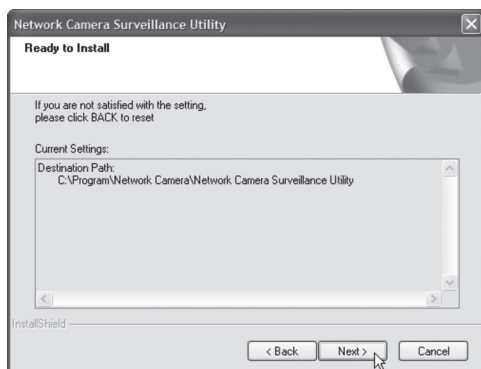 Network Camera Surveillance Utility
Ready to Install
If you are not satisfied with the setting,
please click BACK to reset
Current Settings:
Destination Path:
C:\Program\Network Camera\Network Camera Surveillance Utility
InstallShield
< Back Next > Cancel